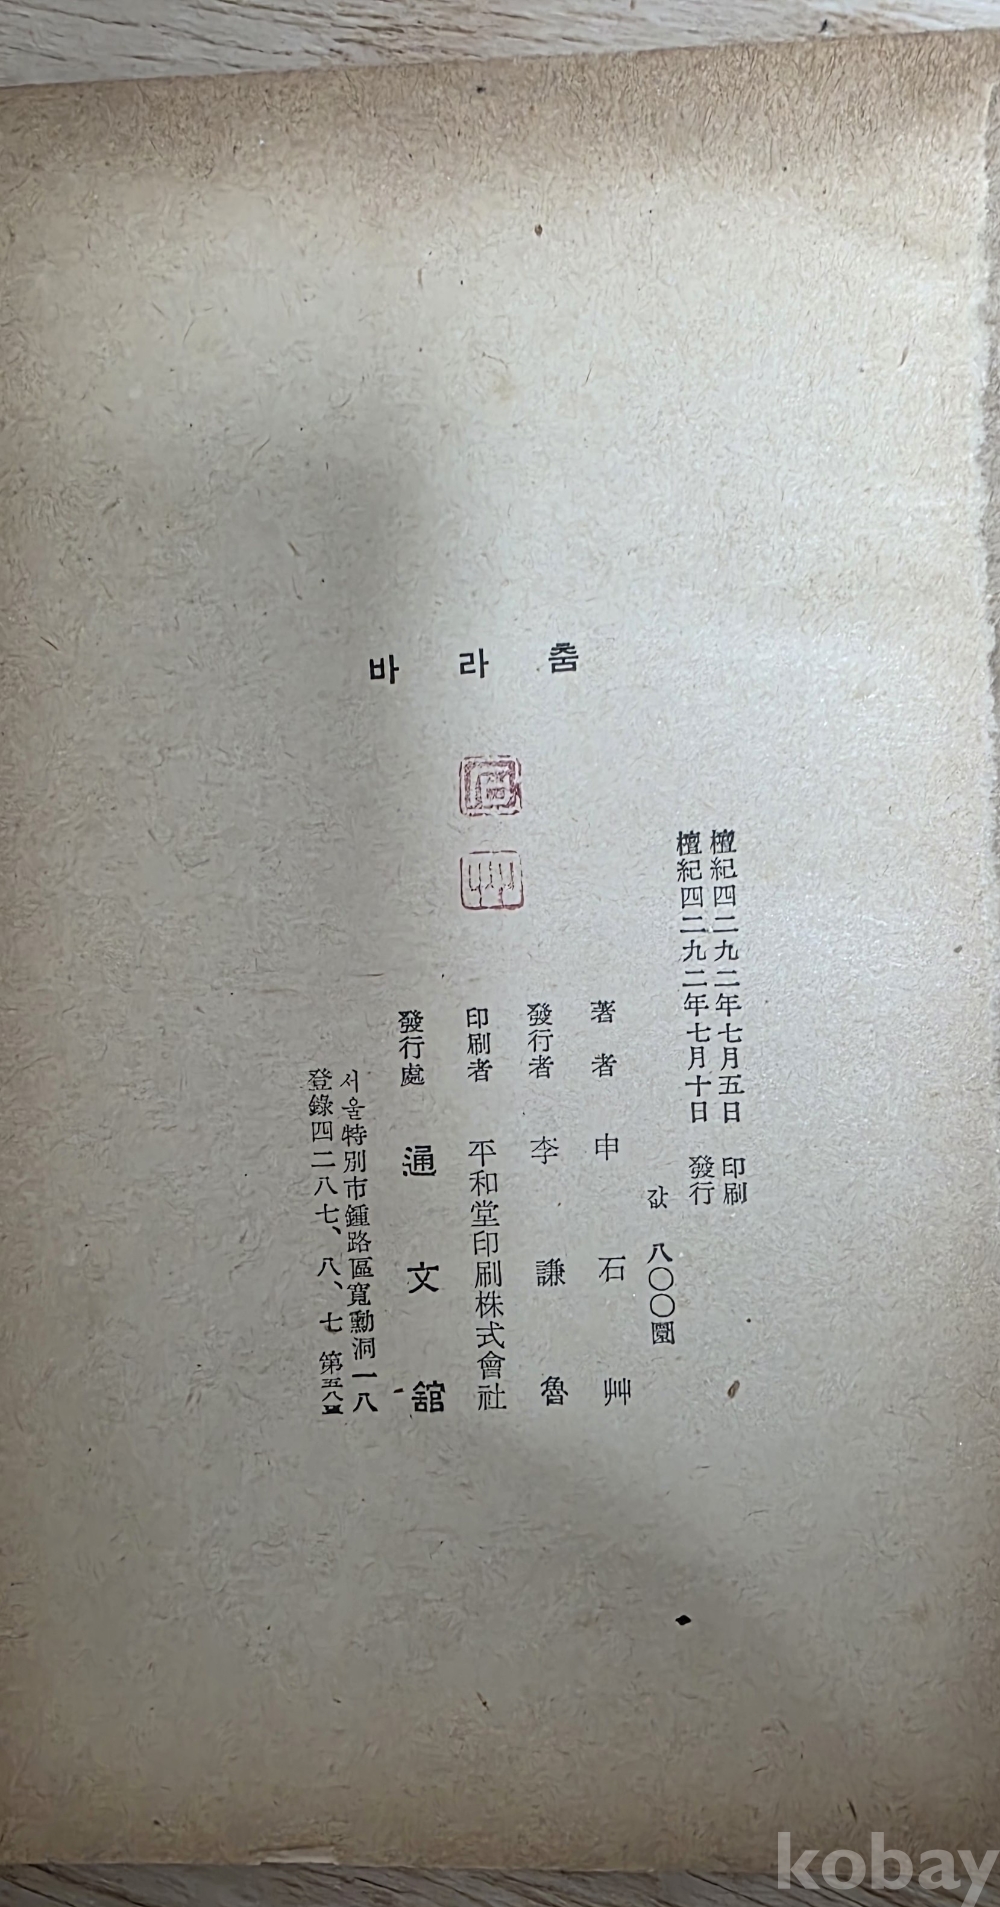 바라춤
石
艸
檀紀四二九二年七月五日 印刷
檀紀四二九二年七月十日 發行
값 八〇〇圜
著者 申石艸
發行者 李謙魯
印刷者 平和堂印刷株式會社
發行處 通文館
서울特別市鍾路區寬勳洞一八
登錄四二八七、八、七 第五八
kobay